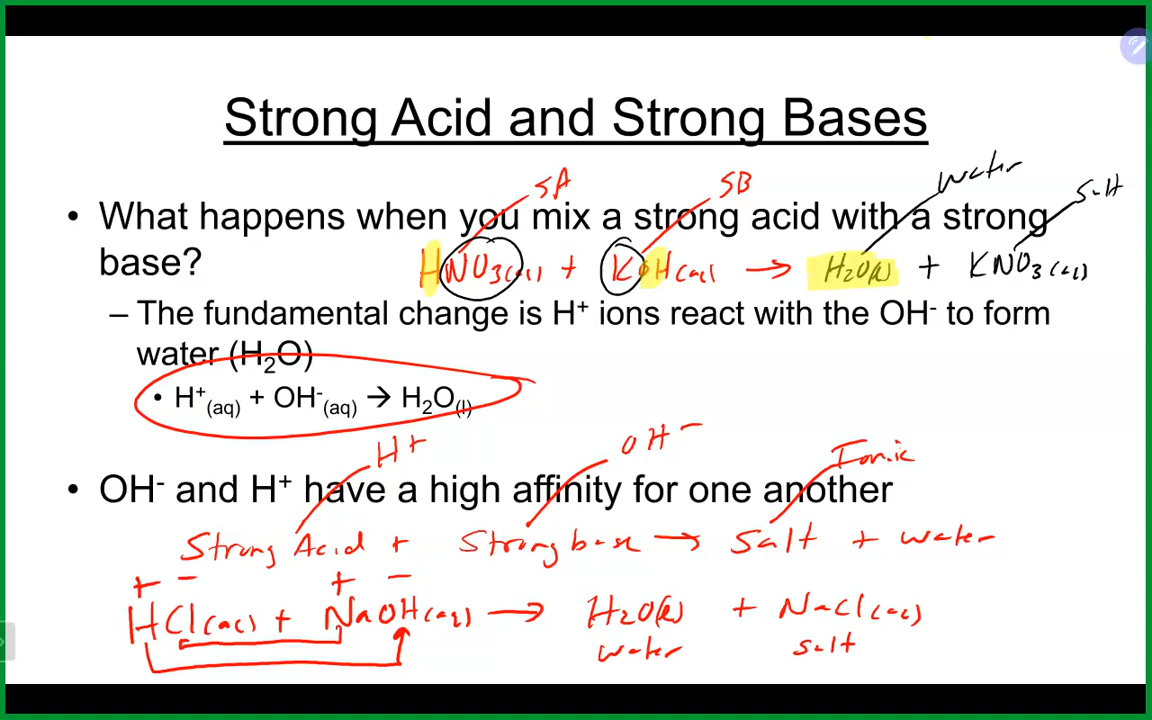 Strong Acid and Strong Bases
SA SB water salt
• What happens when you mix a strong acid with a strong
base?
HNO3(aq) + KOH(aq) → H2O(l) + KNO3(aq)
– The fundamental change is H⁺ ions react with the OH⁻ to form
water (H₂O)
• H⁺(aq) + OH⁻(aq) → H₂O(l)
H+ OH− Ionic
• OH⁻ and H⁺ have a high affinity for one another
Strong Acid + Strong base → Salt + water
+ − + −
HCl(aq) + NaOH(aq) → H2O(l) + NaCl(aq)
water salt